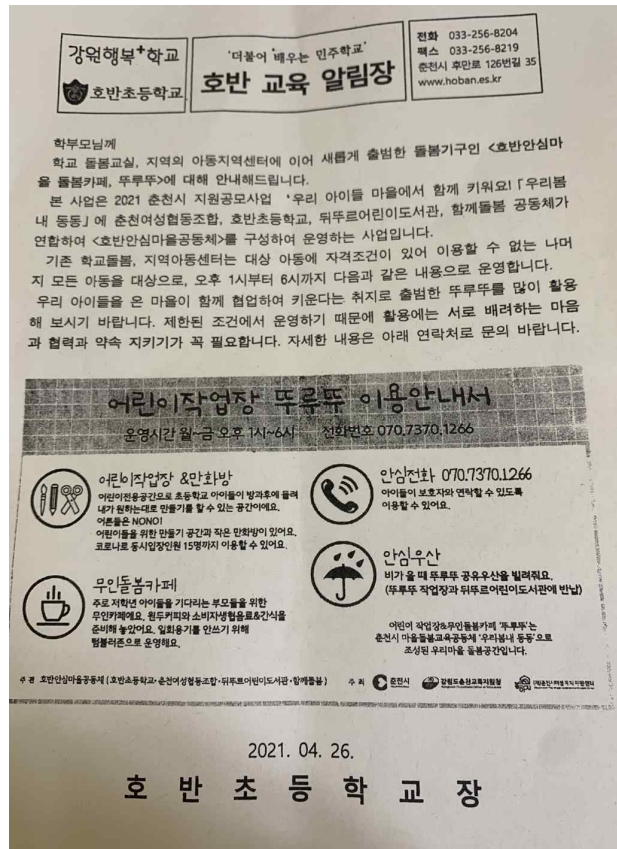 강원행복+학교
호반초등학교
'더불어 배우는 민주학교'
호반 교육 알림장
전화 033-256-8204
팩스 033-256-8219
춘천시 후만로 126번길 35
www.hoban.es.kr
학부모님께
학교 돌봄교실, 지역의 아동지역센터에 이어 새롭게 출범한 돌봄기구인 <호반안심마
을 돌봄카페, 뚜루뚜>에 대해 안내해드립니다.
본 사업은 2021 춘천시 지원공모사업 '우리 아이들 마을에서 함께 키워요!「우리봄
내 동동」에 춘천여성협동조합, 호반초등학교, 뒤뚜르어린이도서관, 함께돌봄 공동체가
연합하여 <호반안심마을공동체>를 구성하여 운영하는 사업입니다.
기존 학교돌봄, 지역아동센터는 대상 아동에 자격조건이 있어 이용할 수 없는 나머
지 모든 아동을 대상으로, 오후 1시부터 6시까지 다음과 같은 내용으로 운영합니다.
우리 아이들을 온 마을이 함께 협업하여 키운다는 취지로 출범한 뚜루뚜를 많이 활용
해 보시기 바랍니다. 제한된 조건에서 운영하기 때문에 활용에는 서로 배려하는 마음
과 협력과 약속 지키기가 꼭 필요합니다. 자세한 내용은 아래 연락처로 문의 바랍니다.
어린이작업장 뚜루뚜 이용안내서
운영시간 월~금 오후 1시~6시 전화번호 070.7370.1266
어린이작업장 &만화방
어린이전용공간으로 초등학교 아이들이 방과후에 들려
내가 원하는대로 만들기를 할 수 있는 공간이에요.
어른들은 NONO!
어린이들을 위한 만들기 공간과 작은 만화방이 있어요.
코로나로 동시입장인원 15명까지 이용할 수 있어요.
무인돌봄카페
주로 저학년 아이들을 기다리는 부모들을 위한
무인카페에요. 원두커피와 소비자생협음료&간식을
준비해 놓았어요. 일회용기를 안쓰기 위해
텀블러존으로 운영해요.
안심전화 070.7370.1266
아이들이 보호자와 연락할 수 있도록
이용할 수 있어요.
안심우산
비가 올 때 뚜루뚜 공유우산을 빌려줘요.
(뚜루뚜 작업장과 뒤뚜르어린이도서관에 반납)
어린이 작업장&무인돌봄카페 '뚜루뚜'는
춘천시 마을돌봄교육공동체 '우리봄내 동동'으로
조성된 우리마을 돌봄공간입니다.
주관 호반안심마을공동체 (호반초등학교·춘천여성협동조합·뒤뚜르어린이도서관·함께돌봄) 주최 춘천시 강원도춘천교육지원청
2021. 04. 26.
호반초등학교장